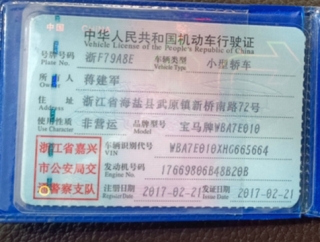 中华人民共和国机动车行驶证
Vehicle License of the People's Republic of China
号牌号码 浙F79A8E 车辆类型 小型轿车
Plate No. Vehicle Type
所有人 蒋建军
Owner
住址 浙江省海盐县武原镇新桥南路72号
Address
使用性质 非营运 品牌型号 宝马牌WBA7E010
Use Character Model
浙江省嘉兴 车辆识别代号 WBA7E010XHG665664
VIN
市公安局交 发动机号码 17669806B48B20B
Engine No.
通警察支队 注册日期 2017-02-21 发证日期 2017-02-21
Register Date Issue Date